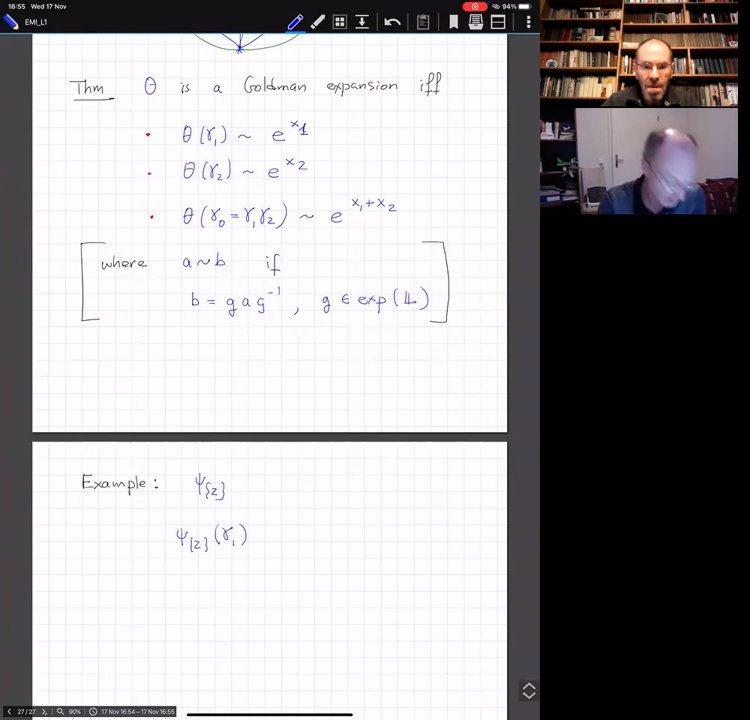 16:55 Wed 17 Nov
94%
EMI_L1
Thm θ is a Goldman expansion iff
• θ(γ₁) ~ e^{x₁}
• θ(γ₂) ~ e^{x₂}
• θ(γ₀ = γ₁γ₂) ~ e^{x₁+x₂}
[where a ~ b if
b = g a g⁻¹, g ∈ exp(𝕃)]
Example: ψ_{z}
ψ_{z}(γ₁)
27/27
90%
17 Nov 16:54 – 17 Nov 16:55